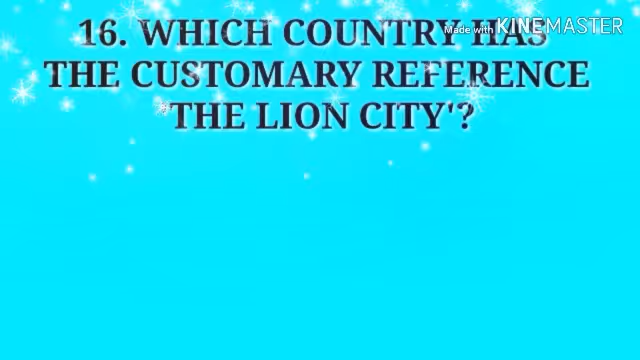 Made with KINEMASTER
16. WHICH COUNTRY HAS
THE CUSTOMARY REFERENCE
'THE LION CITY'?